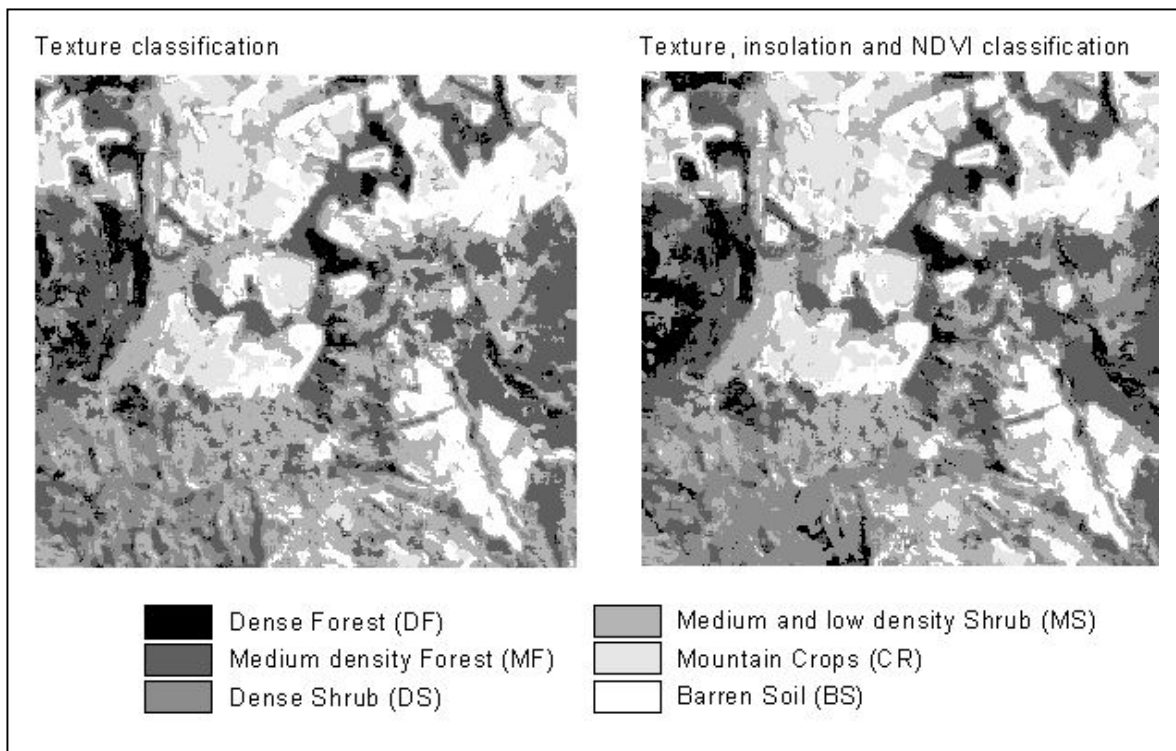 Texture classification
Texture, insolation and NDVI classification
Dense Forest (DF)
Medium density Forest (MF)
Dense Shrub (DS)
Medium and low density Shrub (MS)
Mountain Crops (CR)
Barren Soil (BS)